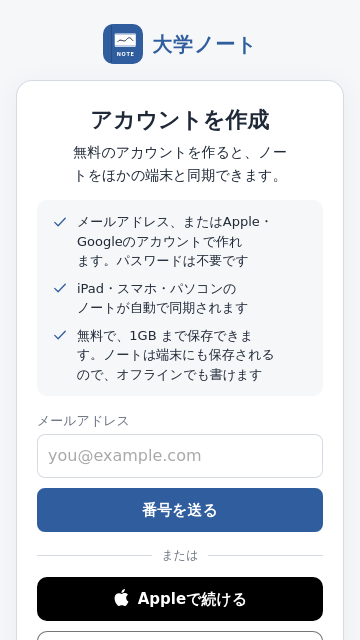 NOTE
大学ノート
アカウントを作成
無料のアカウントを作ると、ノー
トをほかの端末と同期できます。
メールアドレス、またはApple・
Googleのアカウントで作れ
ます。パスワードは不要です
iPad・スマホ・パソコンの
ノートが自動で同期されます
無料で、1GB まで保存できま
す。ノートは端末にも保存される
ので、オフラインでも書けます
メールアドレス
you@example.com
番号を送る
または
Appleで続ける